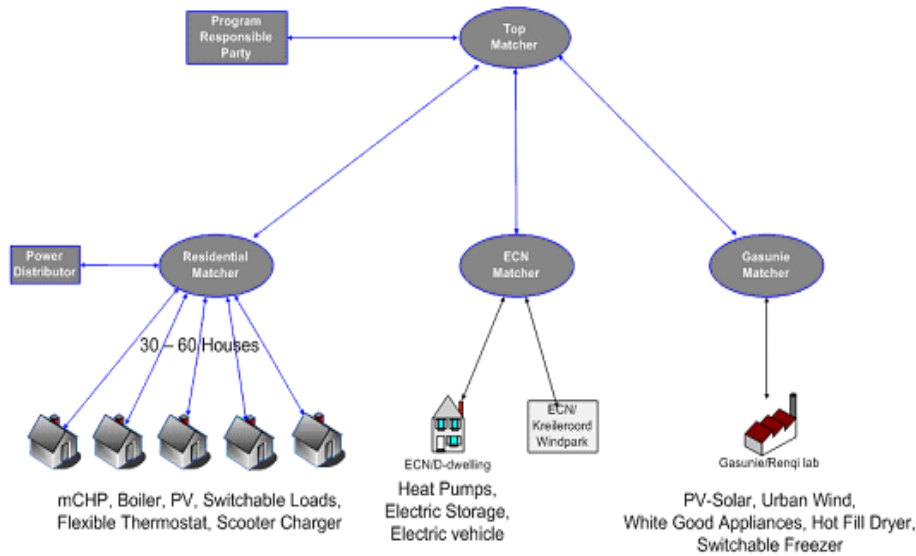 Program
Responsible
Party
Top
Matcher
Power
Distributor
Residential
Matcher
ECN
Matcher
Gasunie
Matcher
30 – 60 Houses
ECN/
Kreileroord
Windpark
ECN/D-dwelling
Gasunie/Renqi lab
mCHP, Boiler, PV, Switchable Loads,
Flexible Thermostat, Scooter Charger
Heat Pumps,
Electric Storage,
Electric vehicle
PV-Solar, Urban Wind,
White Good Appliances, Hot Fill Dryer,
Switchable Freezer